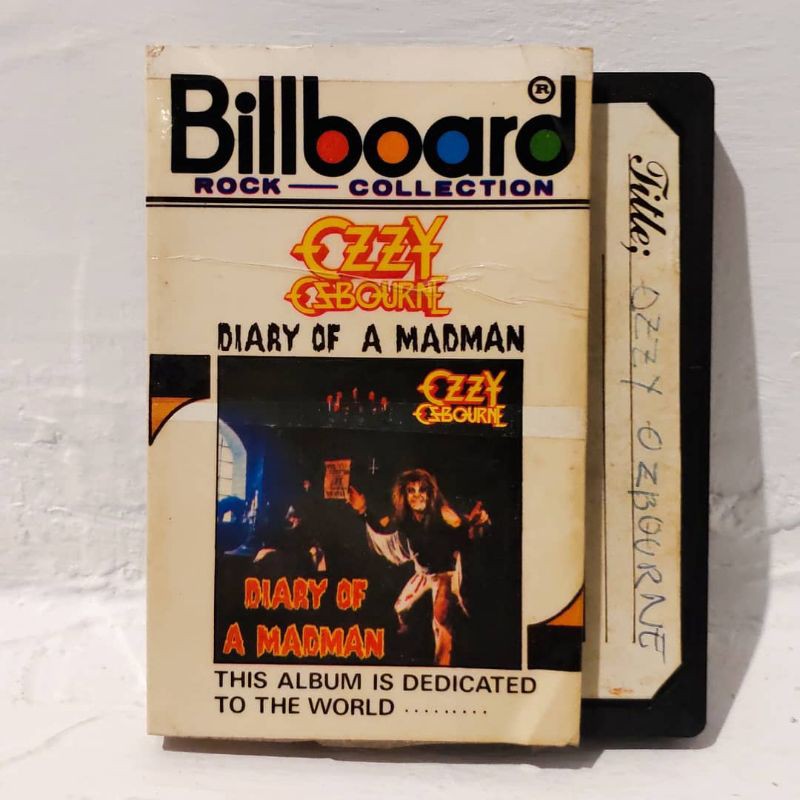 Billboard®
ROCK — COLLECTION
OZZY
OSBOURNE
DIARY OF A MADMAN
OZZY
OSBOURNE
DIARY OF
A MADMAN
THIS ALBUM IS DEDICATED
TO THE WORLD .........
Title;
OZZY OZBOURNE